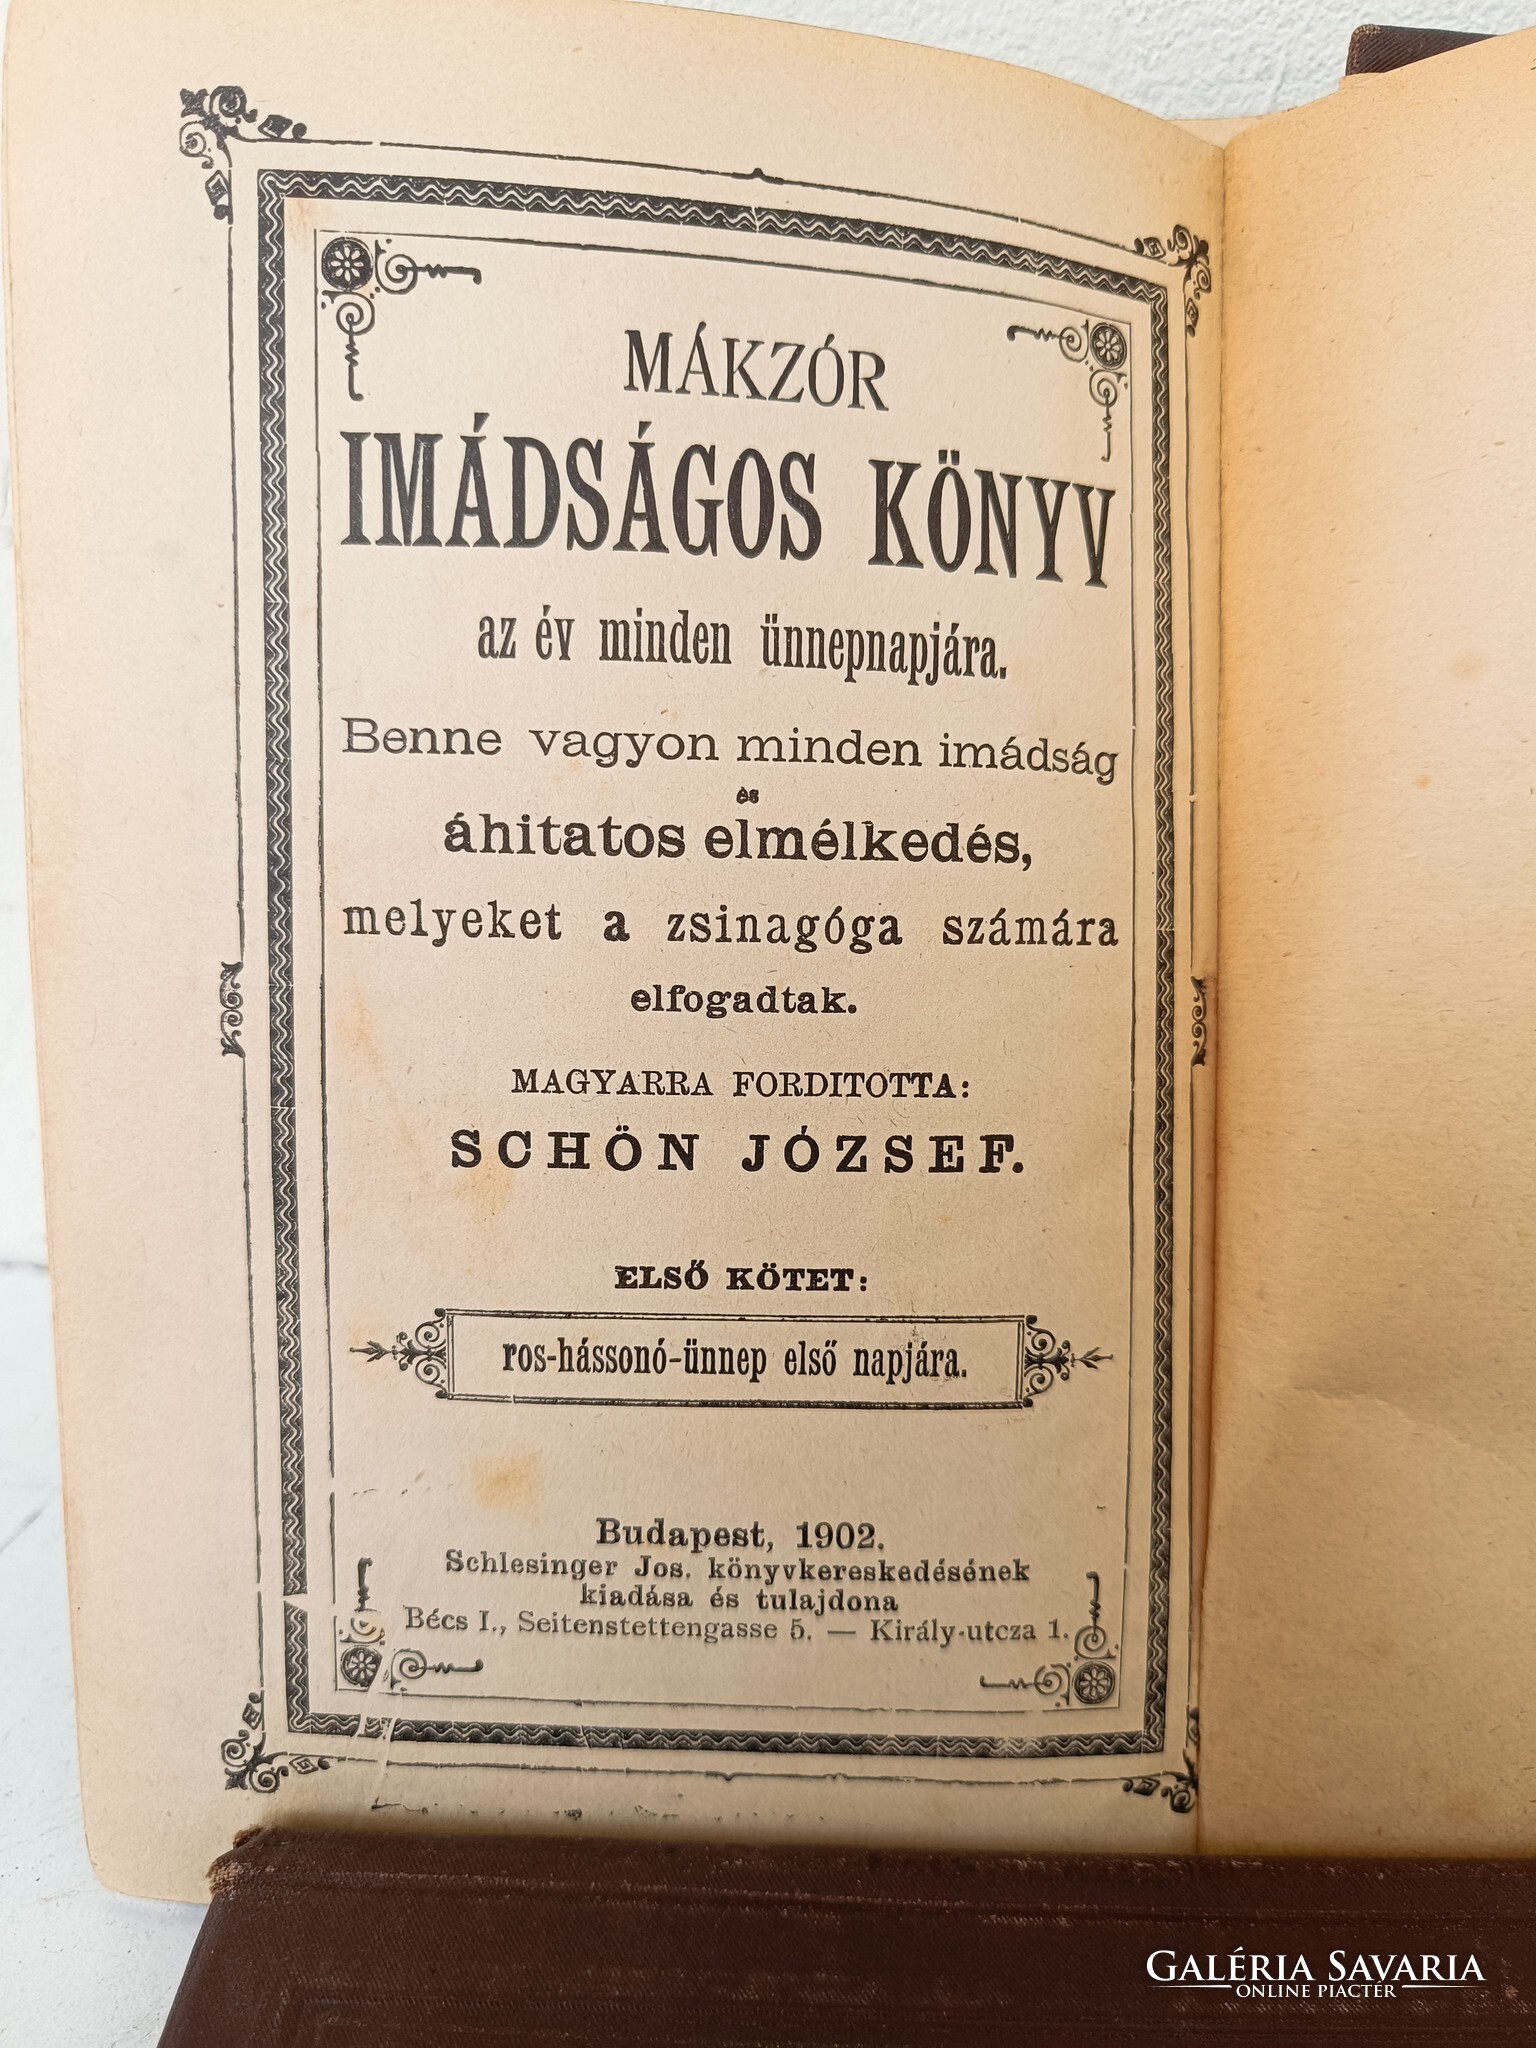 MÁKZÓR
IMÁDSÁGOS KÖNYV
az év minden ünnepnapjára.
Benne vagyon minden imádság
és
áhitatos elmélkedés,
melyeket a zsinagóga számára
elfogadtak.
MAGYARRA FORDITOTTA:
SCHÖN JÓZSEF.
ELSŐ KÖTET:
ros-hássonó-ünnep első napjára.
Budapest, 1902.
Schlesinger Jos. könyvkereskedésének
kiadása és tulajdona
Bécs I., Seitenstettengasse 5. — Király-utcza 1.
GALÉRIA SAVARIA
ONLINE PIACTÉR